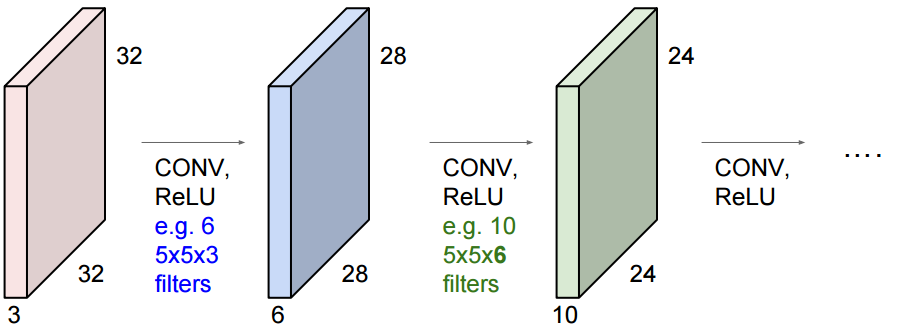 32
32
3
CONV,
ReLU
e.g. 6
5x5x3
filters
28
28
6
CONV,
ReLU
e.g. 10
5x5x6
filters
24
24
10
CONV,
ReLU
....